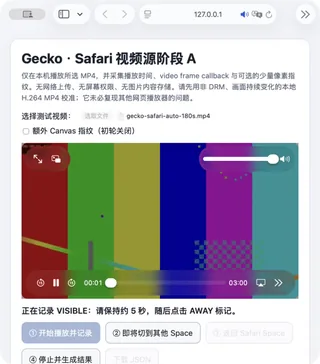 127.0.0.1
Gecko · Safari 视频源阶段 A
仅在本机播放所选 MP4，并采集播放时间、video frame callback 与可选的少量像素指
纹。无网络上传、无屏幕权限、无图片内容存储。请先用非 DRM、画面持续变化的本地
H.264 MP4 校准；它未必复现其他网页播放器的问题。
选择测试视频： 选取文件 gecko-safari-auto-180s.mp4
额外 Canvas 指纹（初轮关闭）
00:01 03:00
正在记录 VISIBLE：请保持约 5 秒，随后点击 AWAY 标记。
① 开始播放并记录 ② 即将切到其他 Space ③ 返回 Safari Space
④ 停止并生成结果 下载 JSON